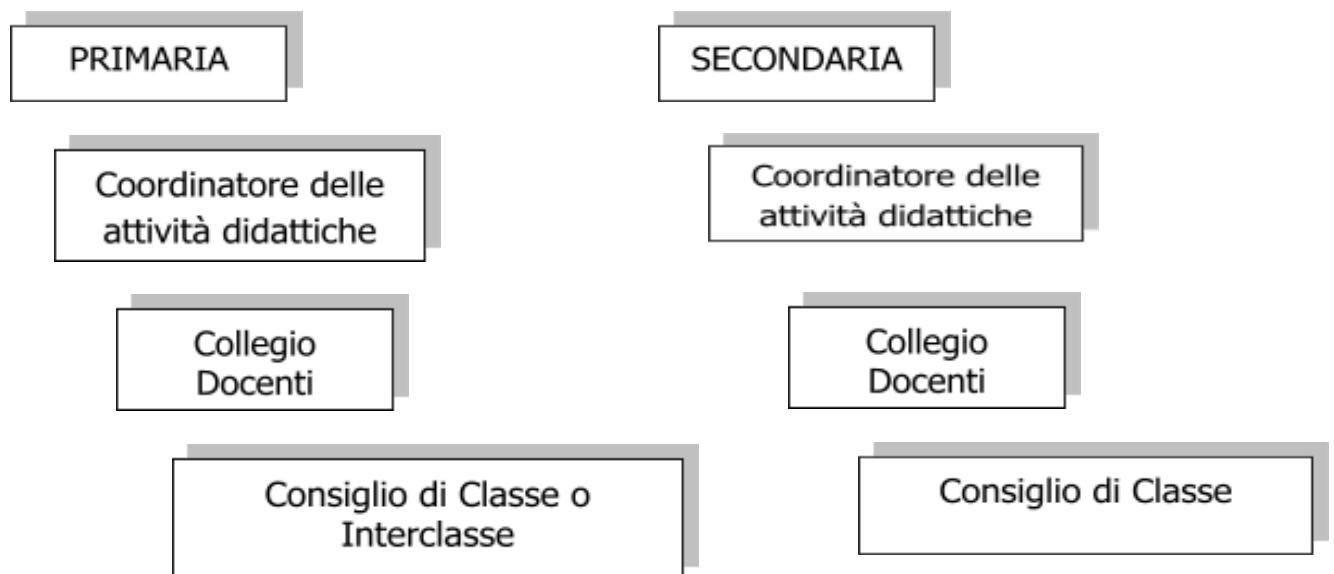 PRIMARIA
Coordinatore delle
attività didattiche
Collegio
Docenti
Consiglio di Classe o
Interclasse
SECONDARIA
Coordinatore delle
attività didattiche
Collegio
Docenti
Consiglio di Classe